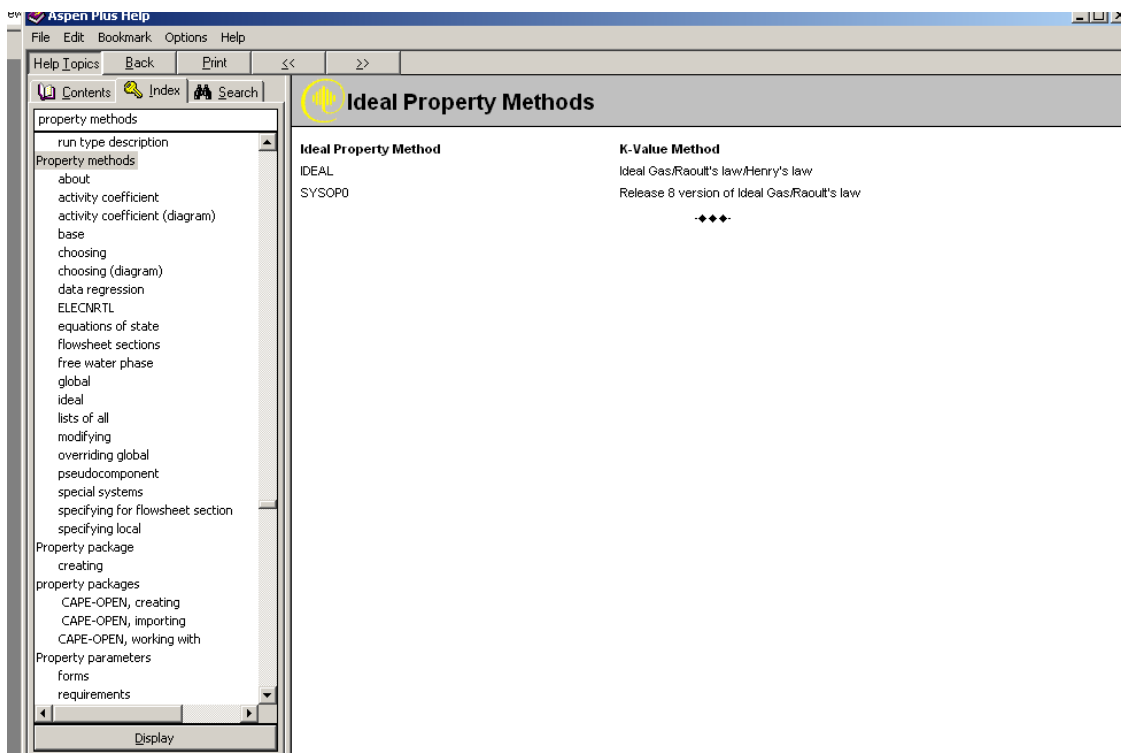 Aspen Plus Help
File Edit Bookmark Options Help
Help Topics Back Print << >>
Contents Index Search
property methods
run type description
Property methods
about
activity coefficient
activity coefficient (diagram)
base
choosing
choosing (diagram)
data regression
ELECNRTL
equations of state
flowsheet sections
free water phase
global
ideal
lists of all
modifying
overriding global
pseudocomponent
special systems
specifying for flowsheet section
specifying local
Property package
creating
property packages
CAPE-OPEN, creating
CAPE-OPEN, importing
CAPE-OPEN, working with
Property parameters
forms
requirements
Display
Ideal Property Methods
Ideal Property Method K-Value Method
IDEAL Ideal Gas/Raoult's law/Henry's law
SYSOP0 Release 8 version of Ideal Gas/Raoult's law